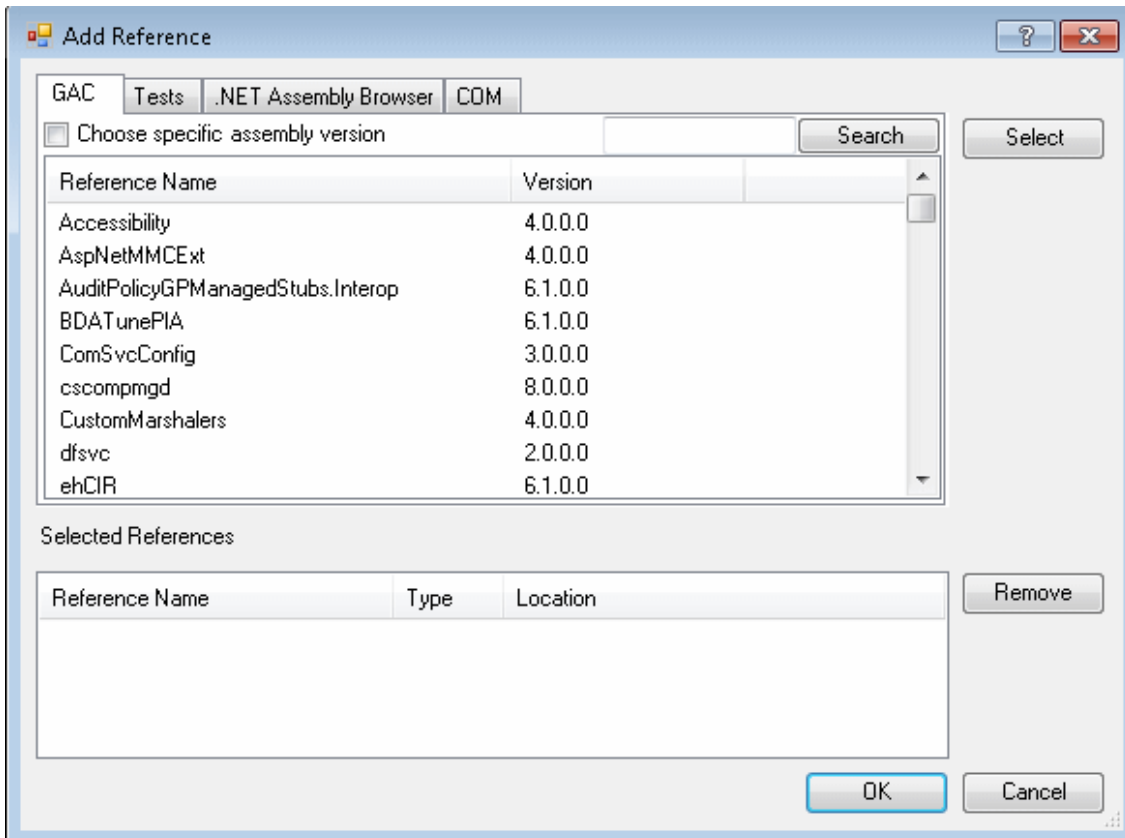 Add Reference
GAC Tests .NET Assembly Browser COM
Choose specific assembly version Search Select
Reference Name Version
Accessibility 4.0.0.0
AspNetMMCExt 4.0.0.0
AuditPolicyGPManagedStubs.Interop 6.1.0.0
BDATunePIA 6.1.0.0
ComSvcConfig 3.0.0.0
cscompmgd 8.0.0.0
CustomMarshalers 4.0.0.0
dfsvc 2.0.0.0
ehCIR 6.1.0.0
Selected References
Reference Name Type Location Remove
OK Cancel